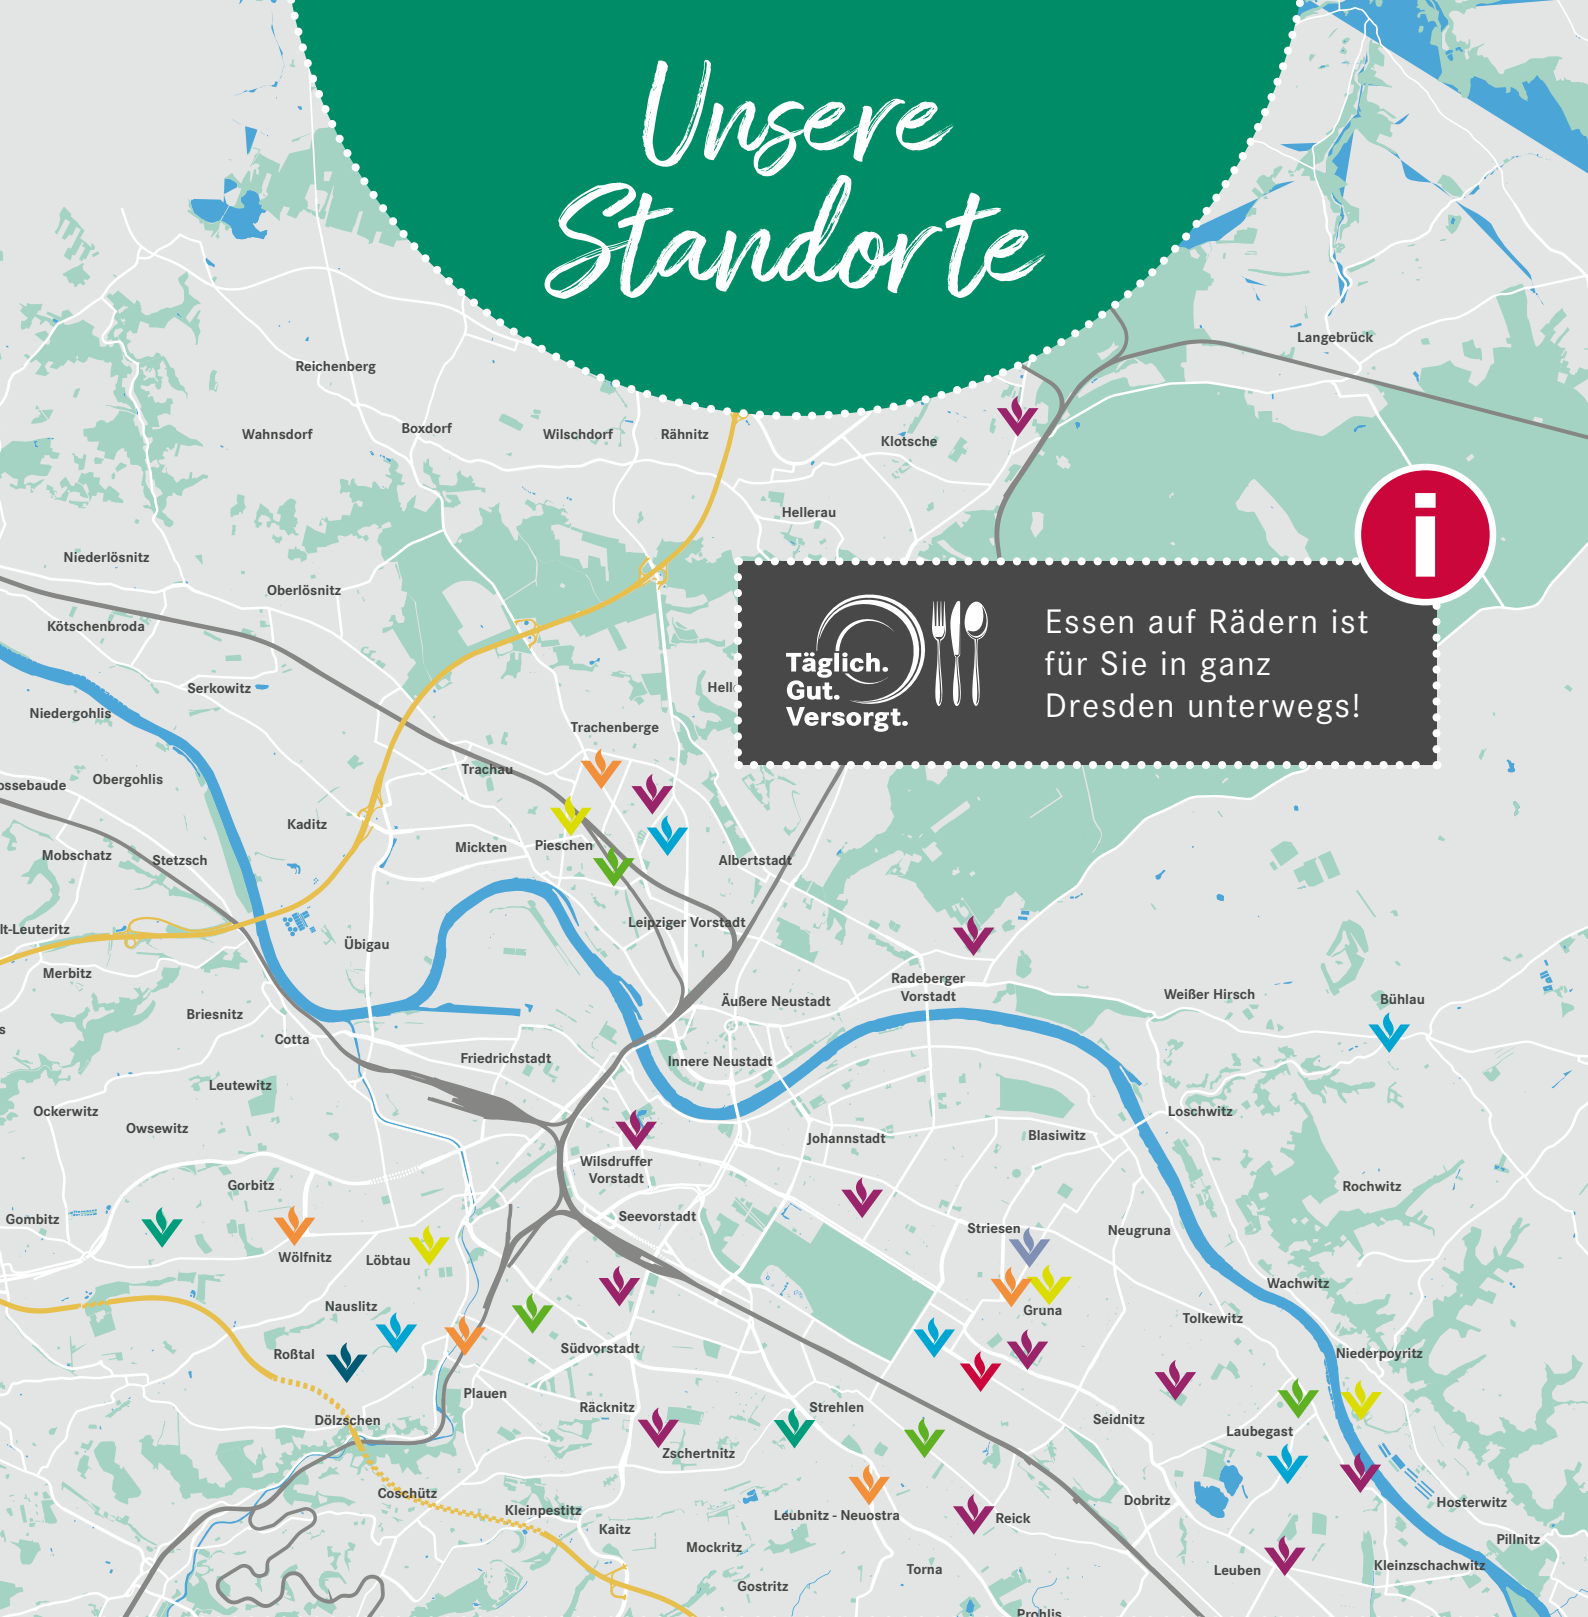 Unsere
Standorte
Langebrück
Reichenberg
Wahnsdorf
Boxdorf
Wilschdorf
Rähnitz
Klotsche
Hellerau
Niederlösnitz
Oberlösnitz
Kötschenbroda
i
Essen auf Rädern ist
für Sie in ganz
Dresden unterwegs!
Täglich.
Gut.
Versorgt.
Serkowitz
Hell
Niedergohlis
Trachenberge
Trachau
ossebaude
Obergohlis
Kaditz
Mickten
Pieschen
Mobschatz
Stetzsch
Albertstadt
lt-Leuteritz
Leipziger Vorstadt
Übigau
Merbitz
Radeberger
Vorstadt
Weißer Hirsch
Bühlau
Äußere Neustadt
Briesnitz
s
Cotta
Friedrichstadt
Innere Neustadt
Leutewitz
Ockerwitz
Owsewitz
Loschwitz
Johannstadt
Blasiwitz
Wilsdruffer
Vorstadt
Gorbitz
Rochwitz
Gombitz
Seevorstadt
Striesen
Neugruna
Wölfnitz
Löbtau
Wachwitz
Nauslitz
Gruna
Tolkewitz
Roßtal
Südvorstadt
Niederpoyritz
Plauen
Räcknitz
Strehlen
Dölzschen
Seidnitz
Laubegast
Zschertnitz
Coschütz
Kleinpestitz
Leubnitz - Neuostra
Reick
Dobritz
Hosterwitz
Kaitz
Mockritz
Pillnitz
Torna
Leuben
Kleinzschachwitz
Gostritz
Prohlis